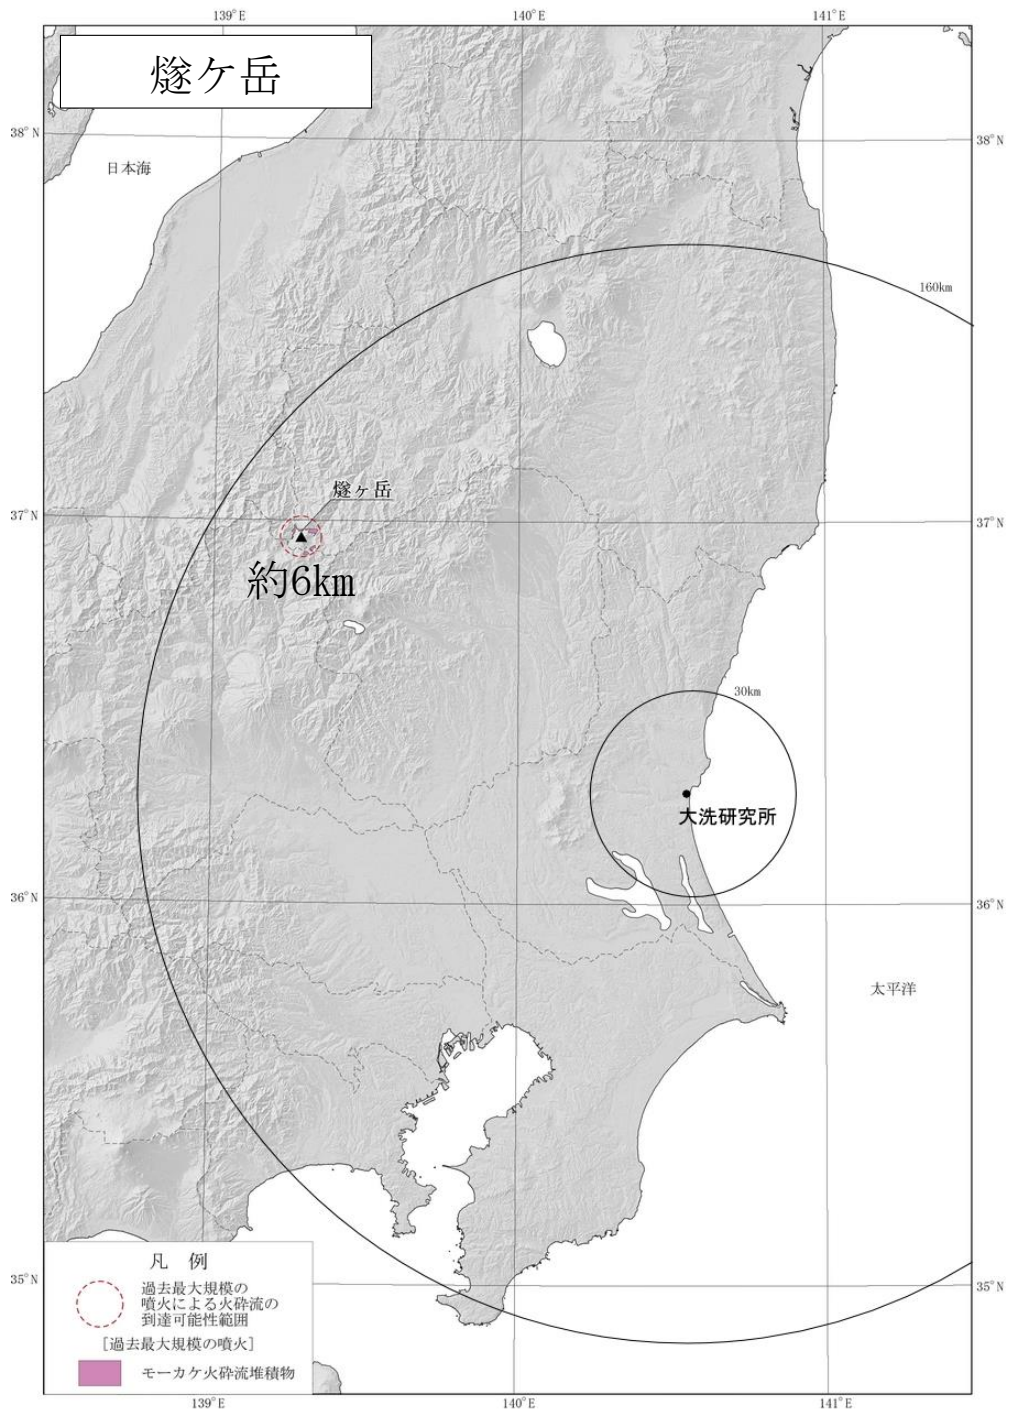 139°E
140°E
141°E
燧ケ岳
38°N
38°N
日本海
160km
燧ヶ岳
37°N
37°N
約6km
30km
大洗研究所
36°N
36°N
太平洋
35°N
35°N
凡 例
過去最大規模の
噴火による火砕流の
到達可能性範囲
[過去最大規模の噴火]
モーカケ火砕流堆積物
139°E
140°E
141°E